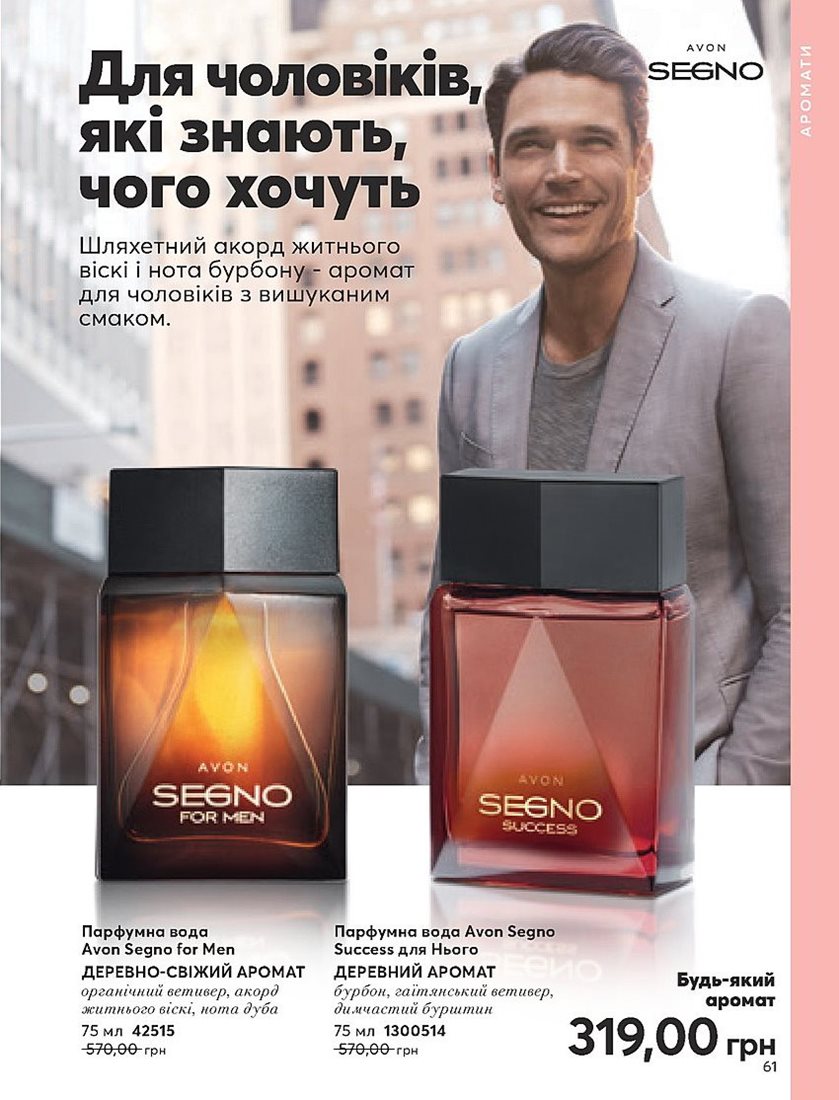 AVON
SEGNO
АРОМАТИ
Для чоловіків,
які знають,
чого хочуть
Шляхетний акорд житнього
віскі і нота бурбону - аромат
для чоловіків з вишуканим
смаком.
AVON
SEGNO
FOR MEN
AVON
SEGNO
SUCCESS
Парфумна вода
Avon Segno for Men
ДЕРЕВНО-СВІЖИЙ АРОМАТ
органічний ветивер, акорд
житнього віскі, нота дуба
75 мл 42515
570,00 грн
Парфумна вода Avon Segno
Success для Нього
ДЕРЕВНИЙ АРОМАТ
бурбон, гаїтянський ветивер,
димчастий бурштин
75 мл 1300514
570,00 грн
Будь-який
аромат
319,00 грн
61